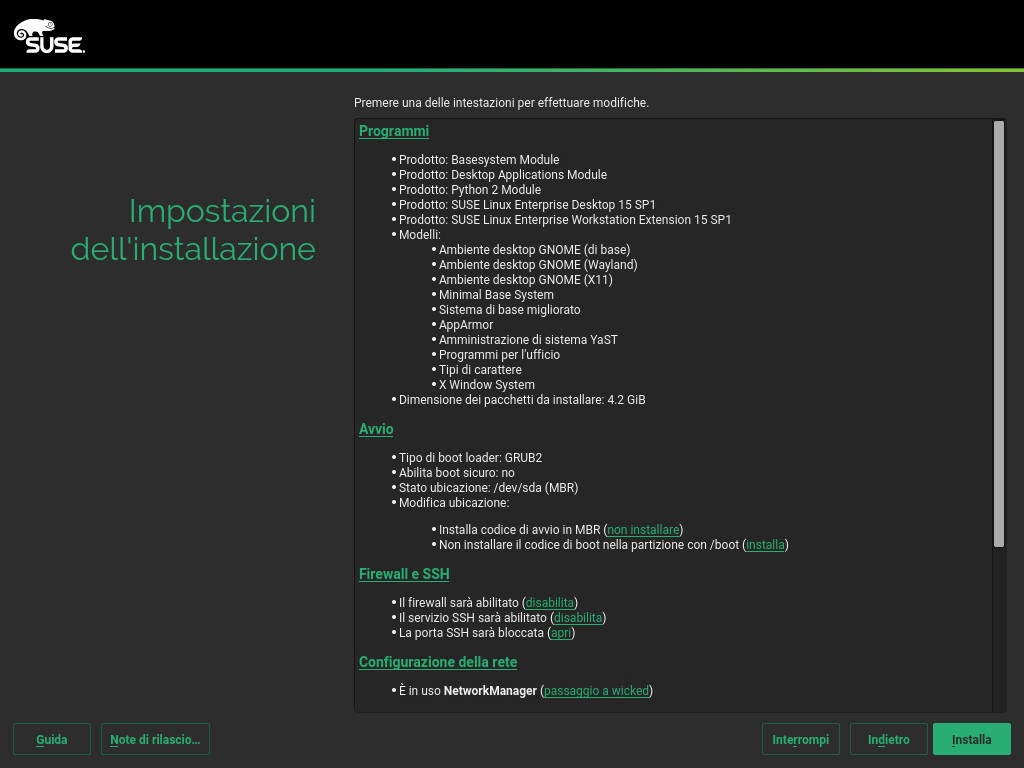 SUSE.
Premere una delle intestazioni per effettuare modifiche.
Impostazioni
dell'installazione
Programmi
• Prodotto: Basesystem Module
• Prodotto: Desktop Applications Module
• Prodotto: Python 2 Module
• Prodotto: SUSE Linux Enterprise Desktop 15 SP1
• Prodotto: SUSE Linux Enterprise Workstation Extension 15 SP1
• Modelli:
• Ambiente desktop GNOME (di base)
• Ambiente desktop GNOME (Wayland)
• Ambiente desktop GNOME (X11)
• Minimal Base System
• Sistema di base migliorato
• AppArmor
• Amministrazione di sistema YaST
• Programmi per l'ufficio
• Tipi di carattere
• X Window System
• Dimensione dei pacchetti da installare: 4.2 GiB
Avvio
• Tipo di boot loader: GRUB2
• Abilita boot sicuro: no
• Stato ubicazione: /dev/sda (MBR)
• Modifica ubicazione:
• Installa codice di avvio in MBR (non installare)
• Non installare il codice di boot nella partizione con /boot (installa)
Firewall e SSH
• Il firewall sarà abilitato (disabilita)
• Il servizio SSH sarà abilitato (disabilita)
• La porta SSH sarà bloccata (apri)
Configurazione della rete
• È in uso NetworkManager (passaggio a wicked)
Guida
Note di rilascio...
Interrompi
Indietro
Installa